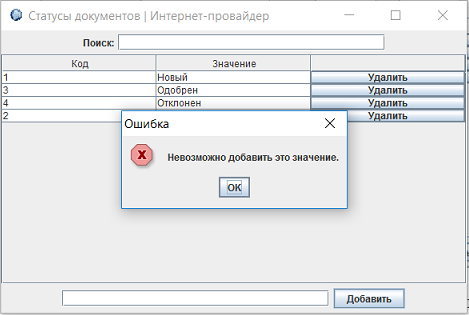 Статусы документов | Интернет-провайдер
Поиск:
Код Значение
1 Новый Удалить
3 Одобрен Удалить
4 Отклонен Удалить
2 Удалить
Ошибка
Невозможно добавить это значение.
OK
Добавить